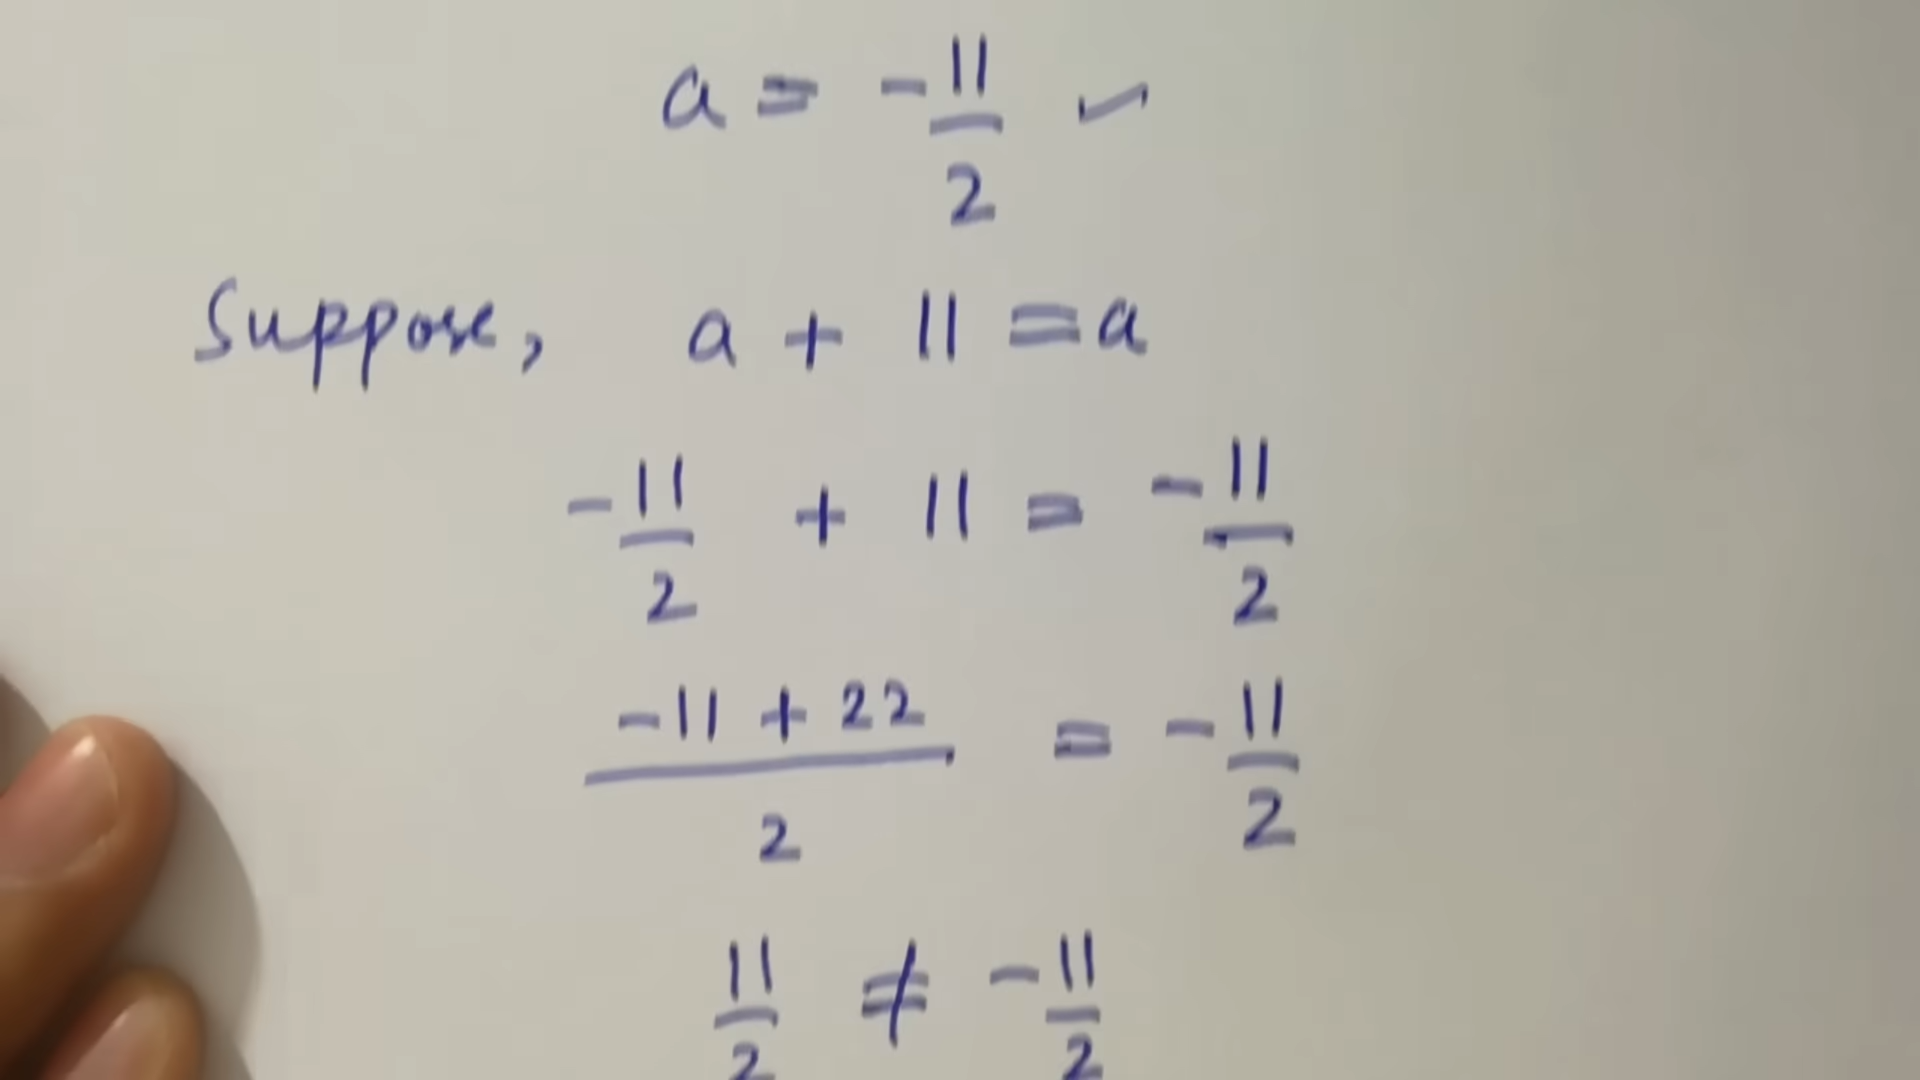 a = -11/2 ✓
Suppose, a + 11 = a
-11/2 + 11 = -11/2
(-11 + 22)/2 = -11/2
11/2 ≠ -11/2